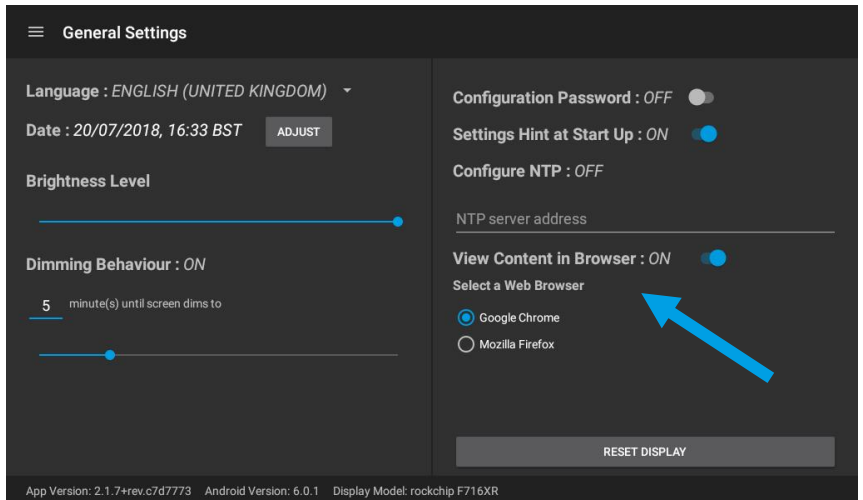 General Settings
Language : ENGLISH (UNITED KINGDOM)
Date : 20/07/2018, 16:33 BST
ADJUST
Brightness Level
Dimming Behaviour : ON
5 minute(s) until screen dims to
Configuration Password : OFF
Settings Hint at Start Up : ON
Configure NTP : OFF
NTP server address
View Content in Browser : ON
Select a Web Browser
Google Chrome
Mozilla Firefox
RESET DISPLAY
App Version: 2.1.7+rev.c7d7773 Android Version: 6.0.1 Display Model: rockchip F716XR